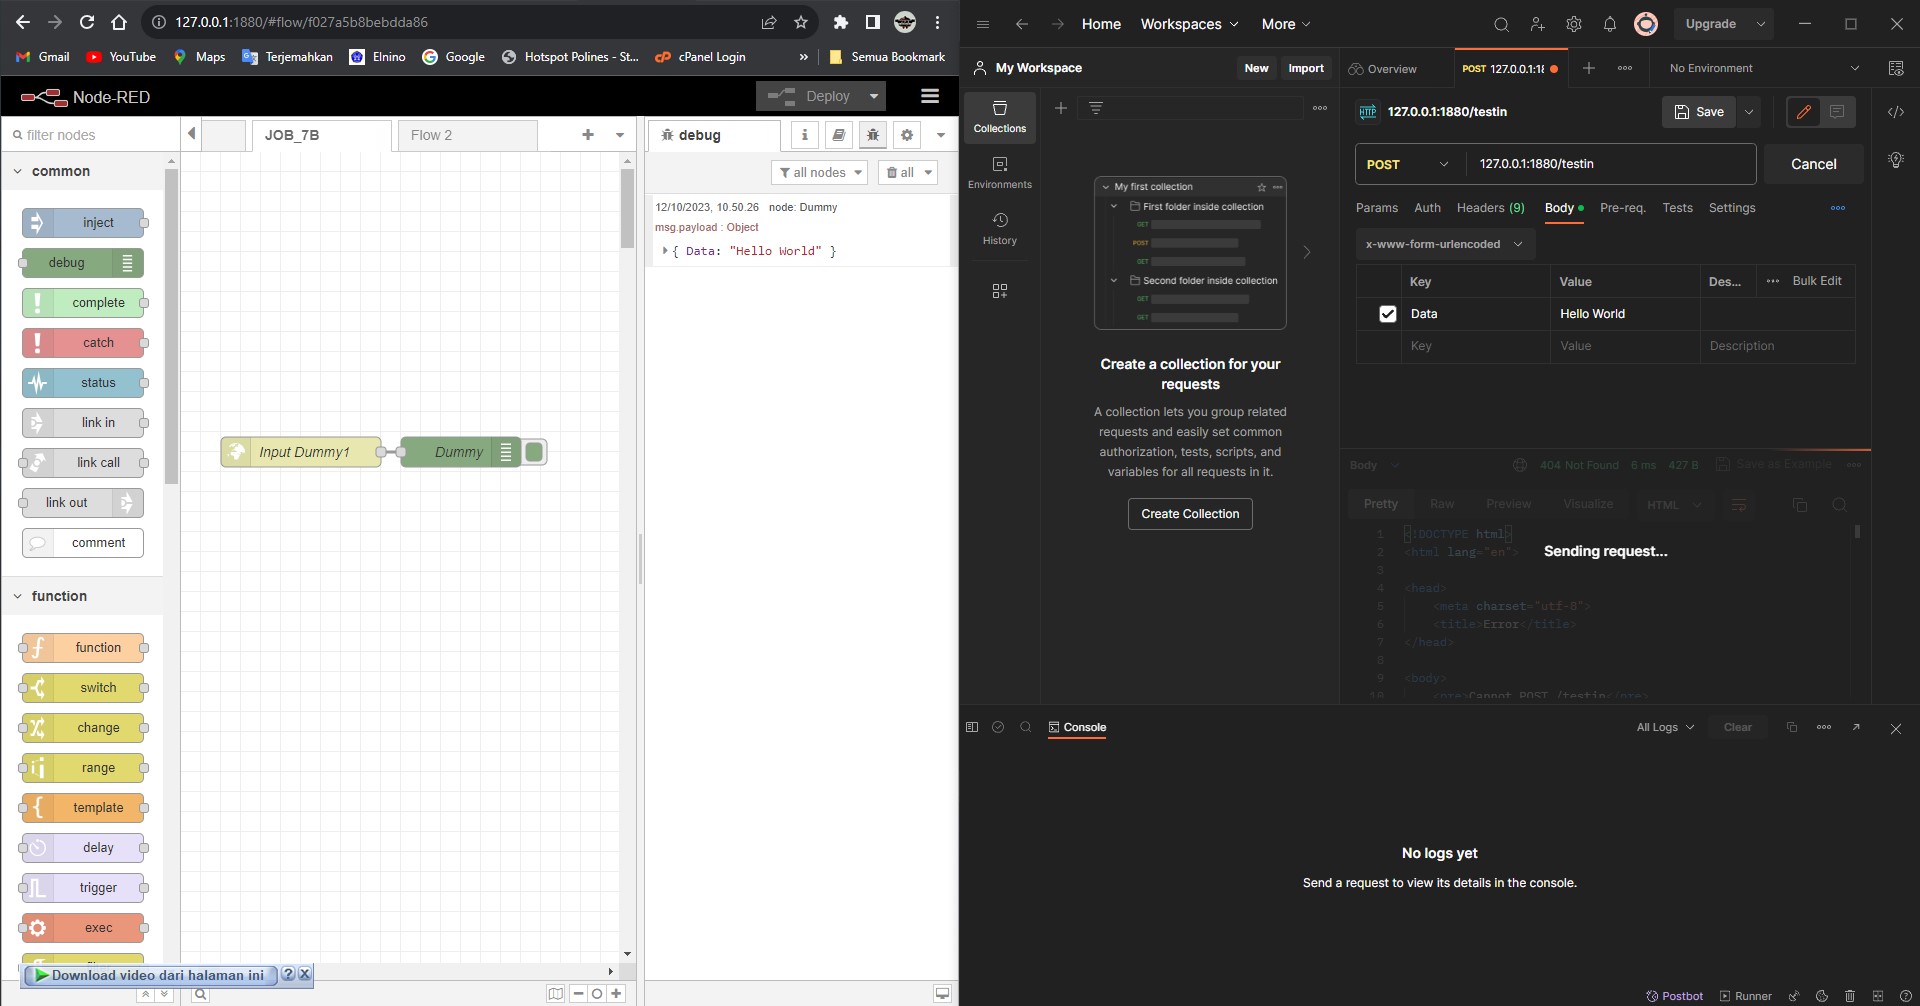 127.0.0.1:1880/#flow/f027a5b8bebdda86
Gmail
YouTube
Maps
Terjemahkan
Elnino
Google
Hotspot Polines - St...
cPanel Login
»
Semua Bookmark
Node-RED
Deploy
filter nodes
JOB_7B
Flow 2
debug
common
inject
debug
complete
catch
status
link in
link call
link out
comment
function
function
switch
change
range
template
delay
trigger
exec
Download video dari halaman ini
Input Dummy1
Dummy
all nodes
all
12/10/2023, 10.50.26 node: Dummy
msg.payload : Object
{ Data: "Hello World" }
Home
Workspaces
More
Upgrade
My Workspace
New
Import
Overview
POST 127.0.0.1:18
No Environment
Collections
Environments
History
My first collection
First folder inside collection
GET
POST
GET
Second folder inside collection
GET
GET
Create a collection for your
requests
A collection lets you group related
requests and easily set common
authorization, tests, scripts, and
variables for all requests in it.
Create Collection
HTTP
127.0.0.1:1880/testin
Save
POST
127.0.0.1:1880/testin
Cancel
Params
Auth
Headers (9)
Body
Pre-req.
Tests
Settings
x-www-form-urlencoded
Key
Value
Des...
Bulk Edit
Data
Hello World
Key
Value
Description
Body
404 Not Found
6 ms
427 B
Save as Example
Pretty
Raw
Preview
Visualize
HTML
1 <!DOCTYPE html>
2 <html lang="en">
Sending request...
3
4 <head>
5 <meta charset="utf-8">
6 <title>Error</title>
7 </head>
8
9 <body>
10 <pre>Cannot POST /testin</pre>
Console
All Logs
Clear
No logs yet
Send a request to view its details in the console.
Postbot
Runner